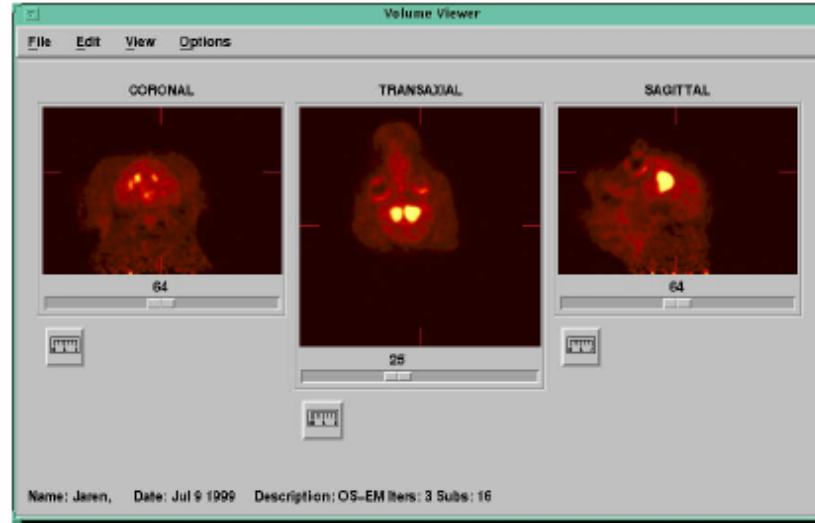 Volume Viewer
File Edit View Options
CORONAL TRANSAXIAL SAGITTAL
64 64
25
Name: Jaren, Date: Jul 9 1999 Description: OS-EM Iters: 3 Subs: 16